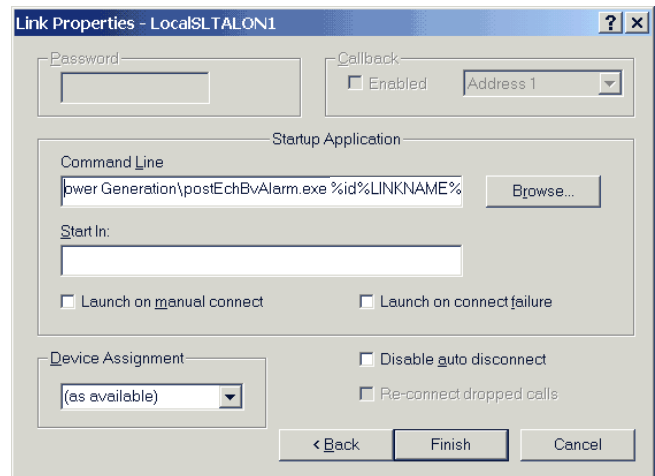 Link Properties - LocalSLTALON1
Password
Callback
Enabled
Address 1
Startup Application
Command Line
ower Generation\postEchBvAlarm.exe %id%LINKNAME%
Browse...
Start In:
Launch on manual connect
Launch on connect failure
Device Assignment
(as available)
Disable auto disconnect
Re-connect dropped calls
< Back
Finish
Cancel